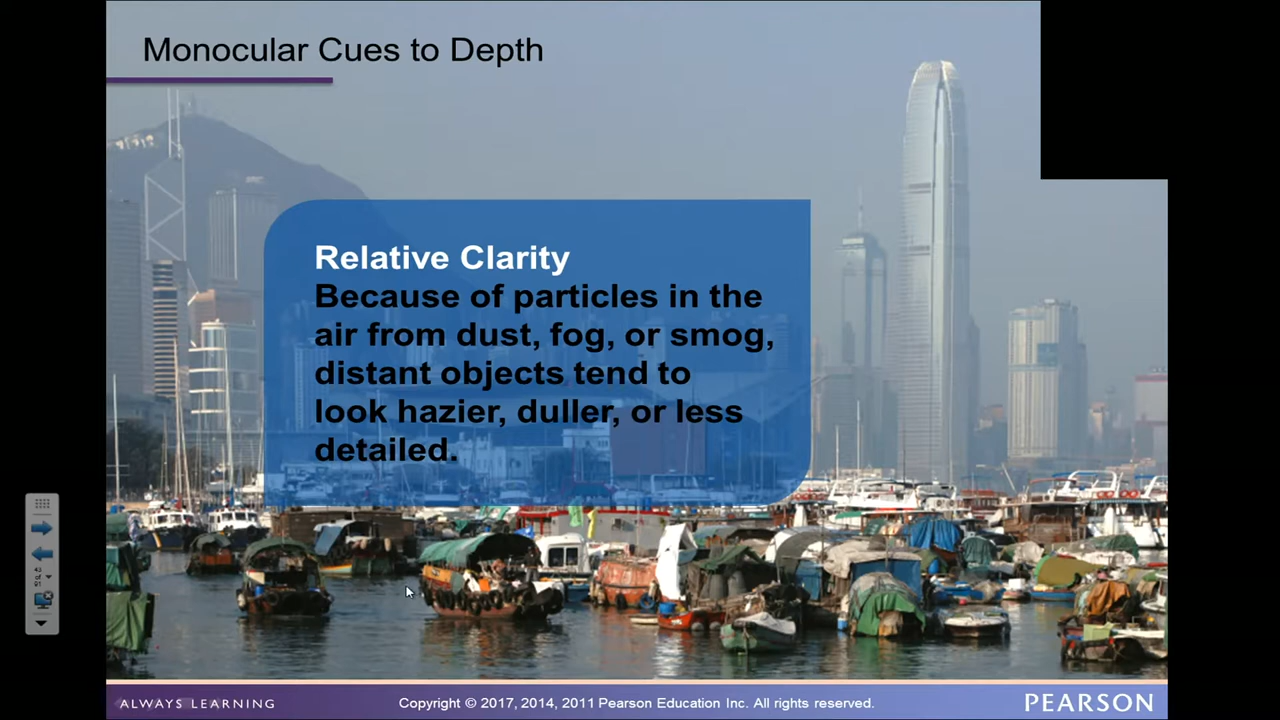 Monocular Cues to Depth
Relative Clarity
Because of particles in the
air from dust, fog, or smog,
distant objects tend to
look hazier, duller, or less
detailed.
43
of
ALWAYS LEARNING
Copyright © 2017, 2014, 2011 Pearson Education Inc. All rights reserved.
PEARSON